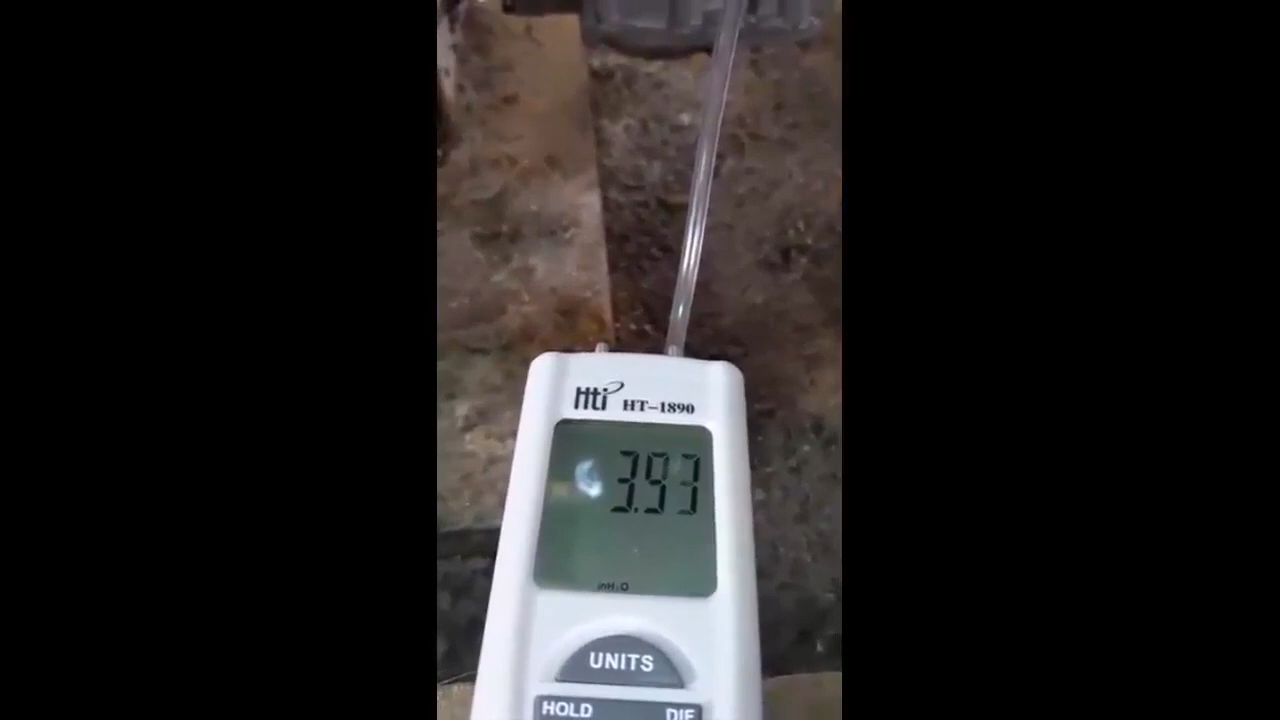 Hti HT-1890
3.93
inH₂O
UNITS
HOLD DIF